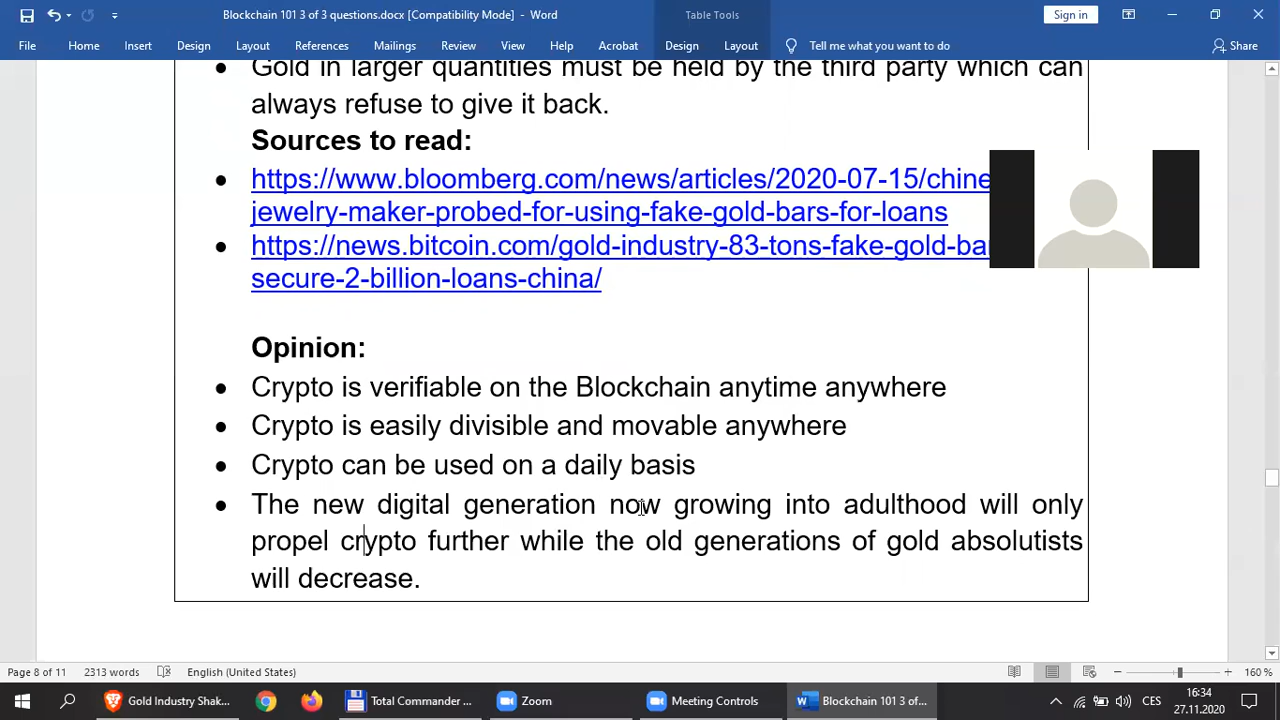 Blockchain 101 3 of 3 questions.docx [Compatibility Mode] - Word
Table Tools
Sign in
File Home Insert Design Layout References Mailings Review View Help Acrobat Design Layout Tell me what you want to do Share
• Gold in larger quantities must be held by the third party which can
always refuse to give it back.
Sources to read:
• https://www.bloomberg.com/news/articles/2020-07-15/chine
jewelry-maker-probed-for-using-fake-gold-bars-for-loans
• https://news.bitcoin.com/gold-industry-83-tons-fake-gold-bar
secure-2-billion-loans-china/
Opinion:
• Crypto is verifiable on the Blockchain anytime anywhere
• Crypto is easily divisible and movable anywhere
• Crypto can be used on a daily basis
• The new digital generation now growing into adulthood will only
propel crypto further while the old generations of gold absolutists
will decrease.
Page 8 of 11 2313 words English (United States) 160 %
Gold Industry Shak... Total Commander ... Zoom Meeting Controls Blockchain 101 3 of... CES 16:34
27.11.2020